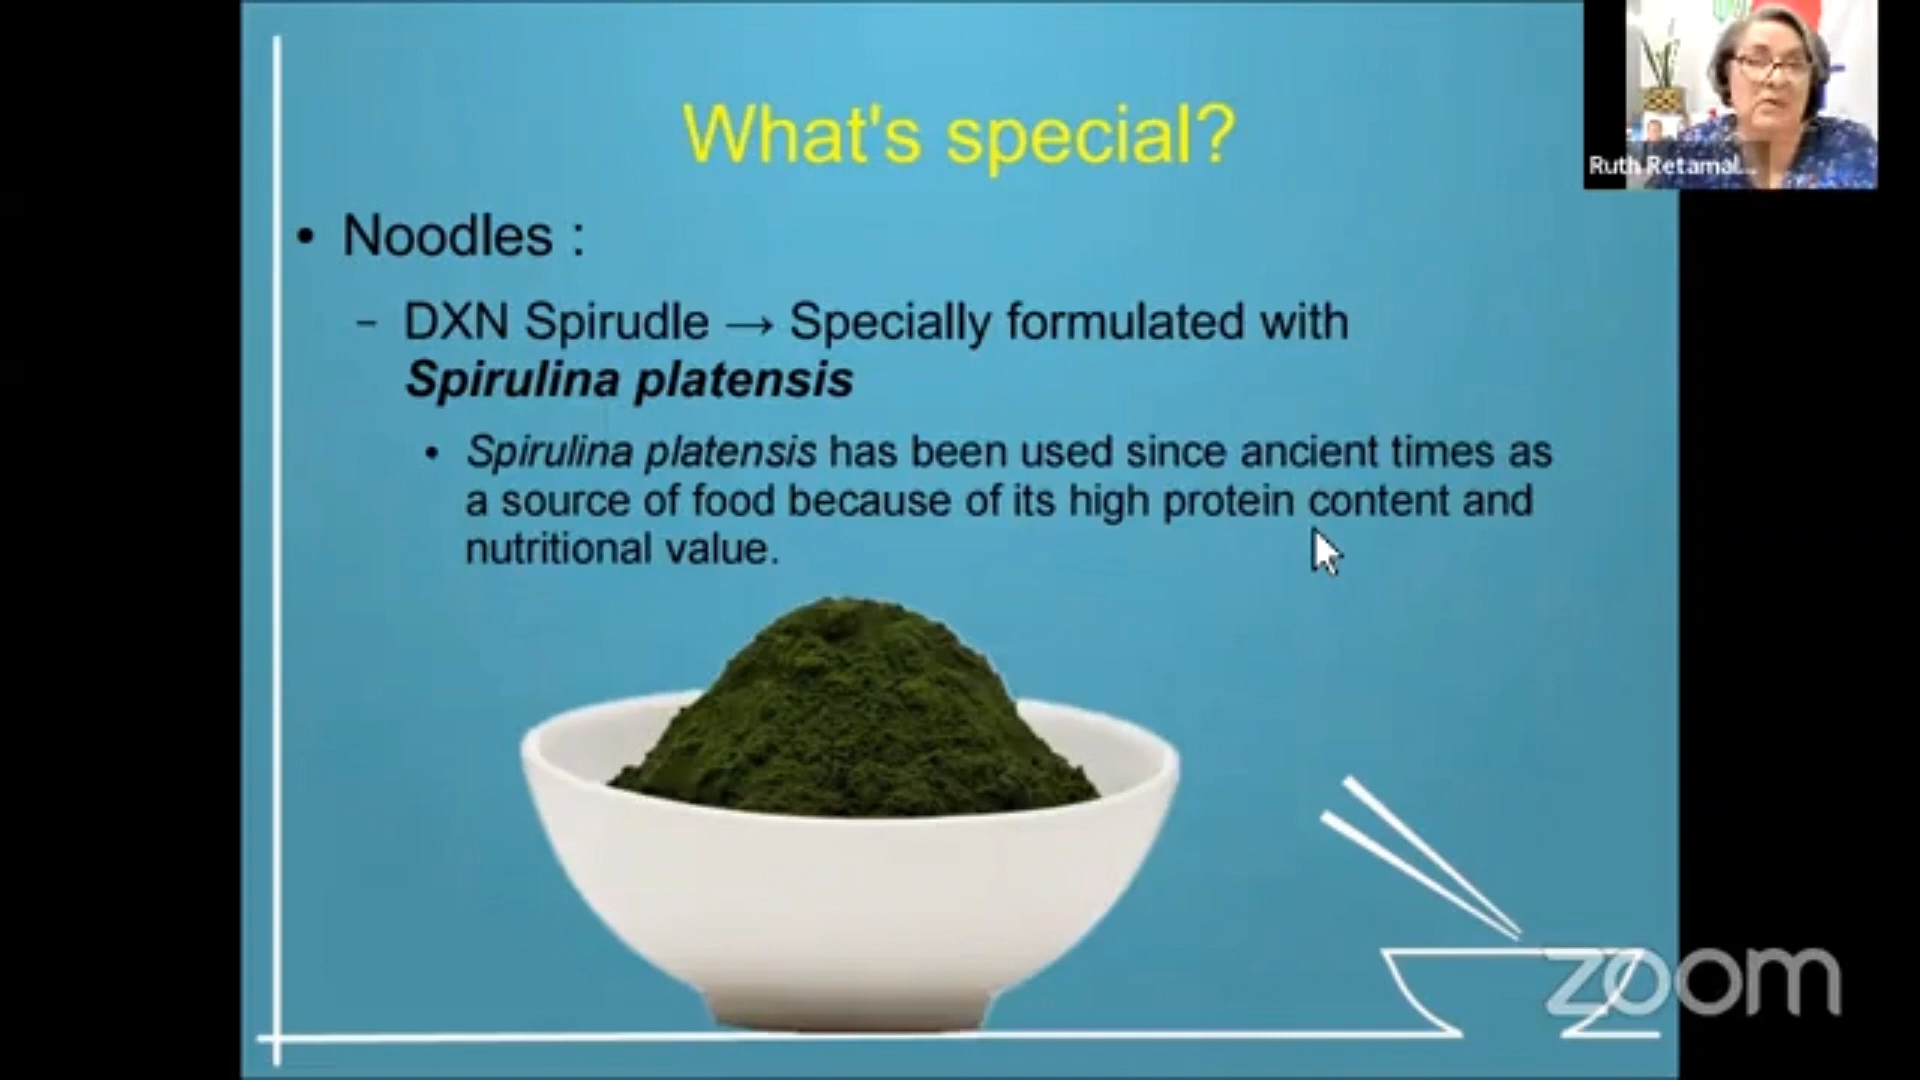 What's special?
Ruth Retamal...
• Noodles :
– DXN Spirudle → Specially formulated with
Spirulina platensis
• Spirulina platensis has been used since ancient times as
a source of food because of its high protein content and
nutritional value.
zoom